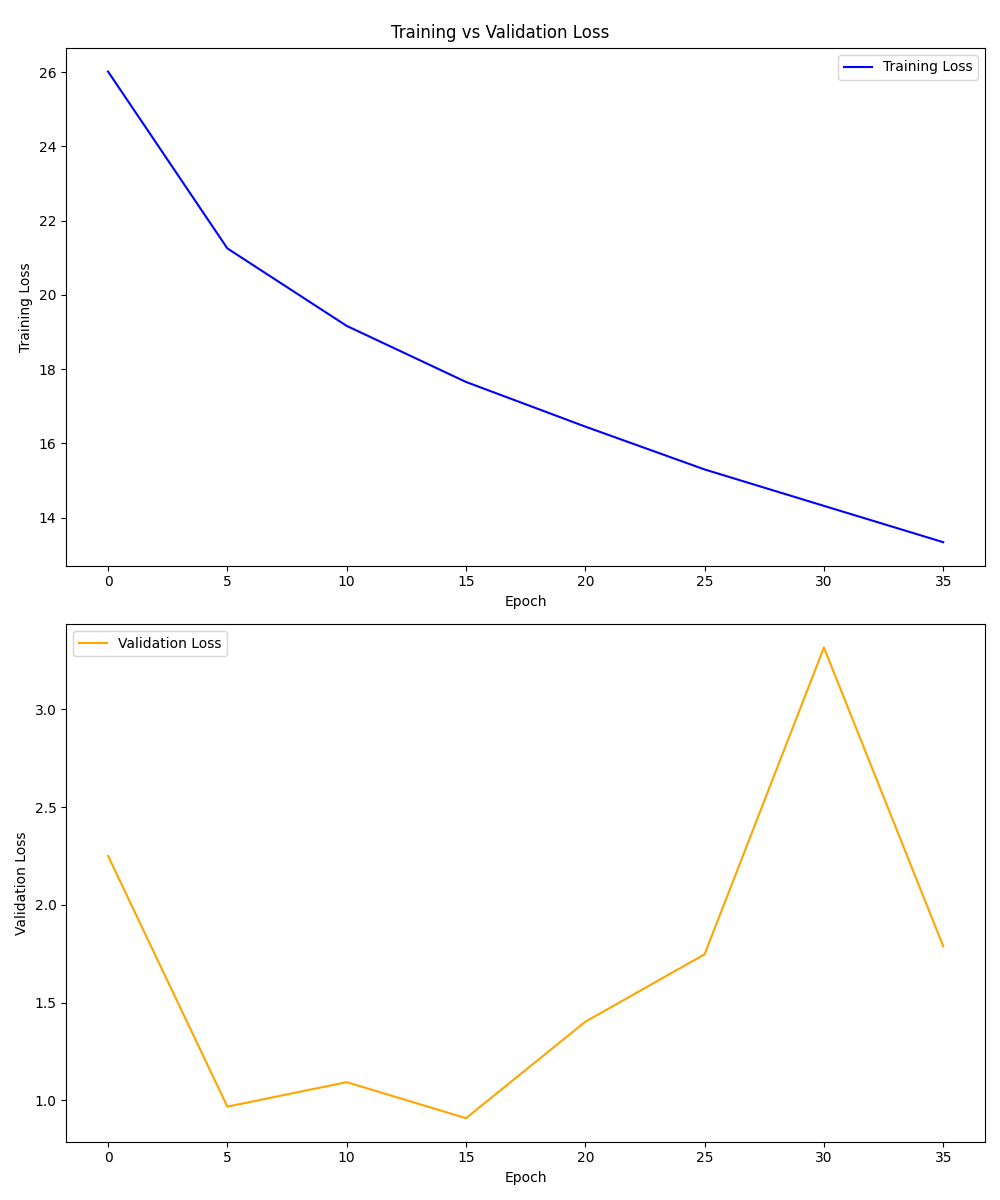 Training vs Validation Loss
Training Loss
26
24
22
20
18
16
14
Training Loss
0 5 10 15 20 25 30 35
Epoch
Validation Loss
3.0
2.5
2.0
1.5
1.0
Validation Loss
0 5 10 15 20 25 30 35
Epoch